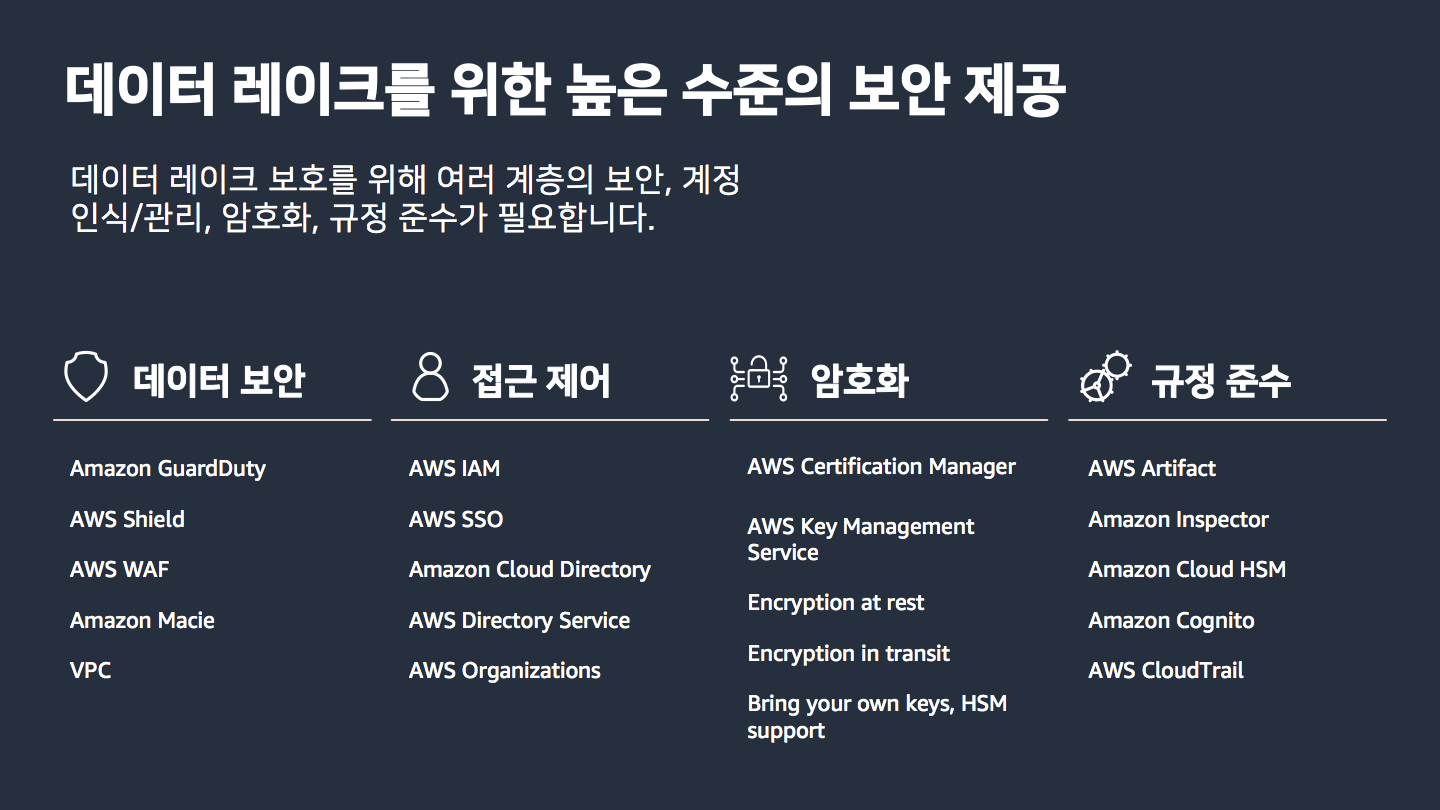 데이터 레이크를 위한 높은 수준의 보안 제공
데이터 레이크 보호를 위해 여러 계층의 보안, 계정
인식/관리, 암호화, 규정 준수가 필요합니다.
데이터 보안
Amazon GuardDuty
AWS Shield
AWS WAF
Amazon Macie
VPC
접근 제어
AWS IAM
AWS SSO
Amazon Cloud Directory
AWS Directory Service
AWS Organizations
암호화
AWS Certification Manager
AWS Key Management
Service
Encryption at rest
Encryption in transit
Bring your own keys, HSM
support
규정 준수
AWS Artifact
Amazon Inspector
Amazon Cloud HSM
Amazon Cognito
AWS CloudTrail